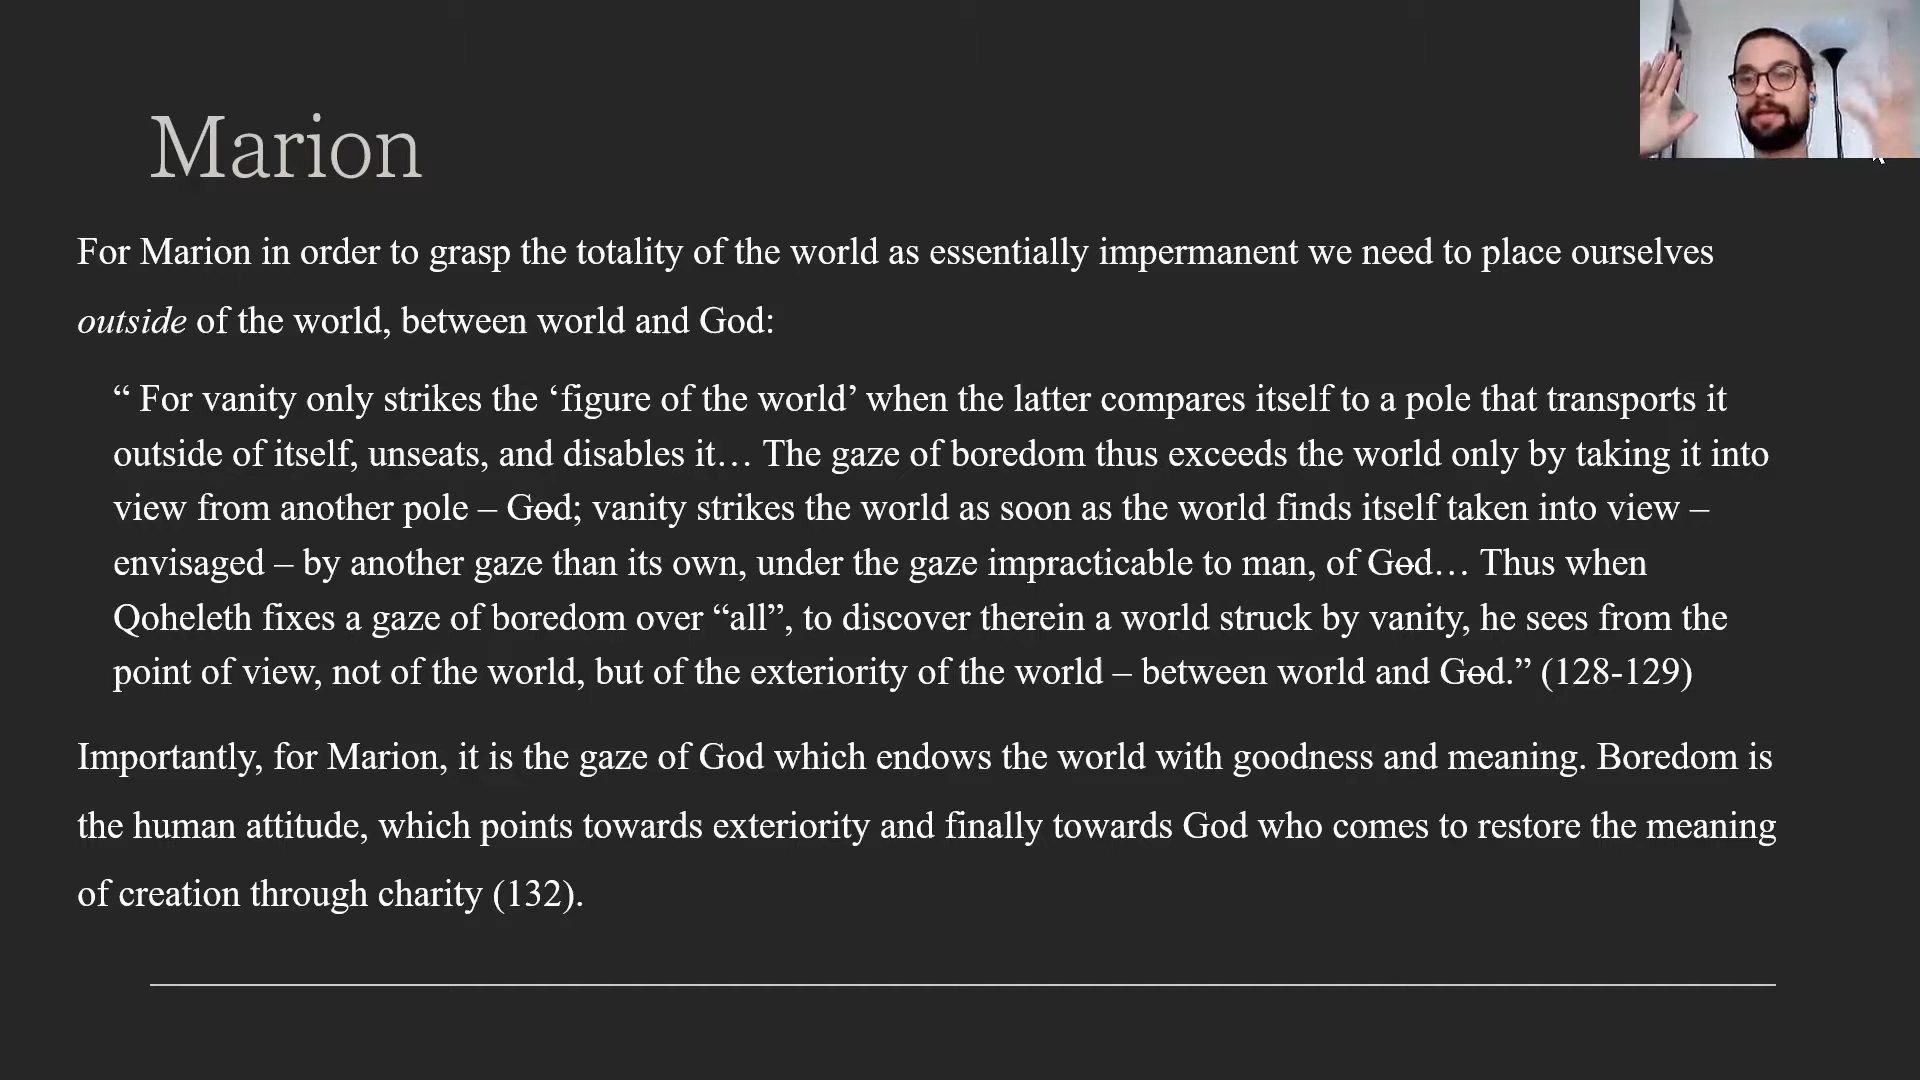 Marion
For Marion in order to grasp the totality of the world as essentially impermanent we need to place ourselves
outside of the world, between world and God:
“ For vanity only strikes the ‘figure of the world’ when the latter compares itself to a pole that transports it
outside of itself, unseats, and disables it… The gaze of boredom thus exceeds the world only by taking it into
view from another pole – Gɵd; vanity strikes the world as soon as the world finds itself taken into view –
envisaged – by another gaze than its own, under the gaze impracticable to man, of Gɵd… Thus when
Qoheleth fixes a gaze of boredom over “all”, to discover therein a world struck by vanity, he sees from the
point of view, not of the world, but of the exteriority of the world – between world and Gɵd.” (128-129)
Importantly, for Marion, it is the gaze of God which endows the world with goodness and meaning. Boredom is
the human attitude, which points towards exteriority and finally towards God who comes to restore the meaning
of creation through charity (132).